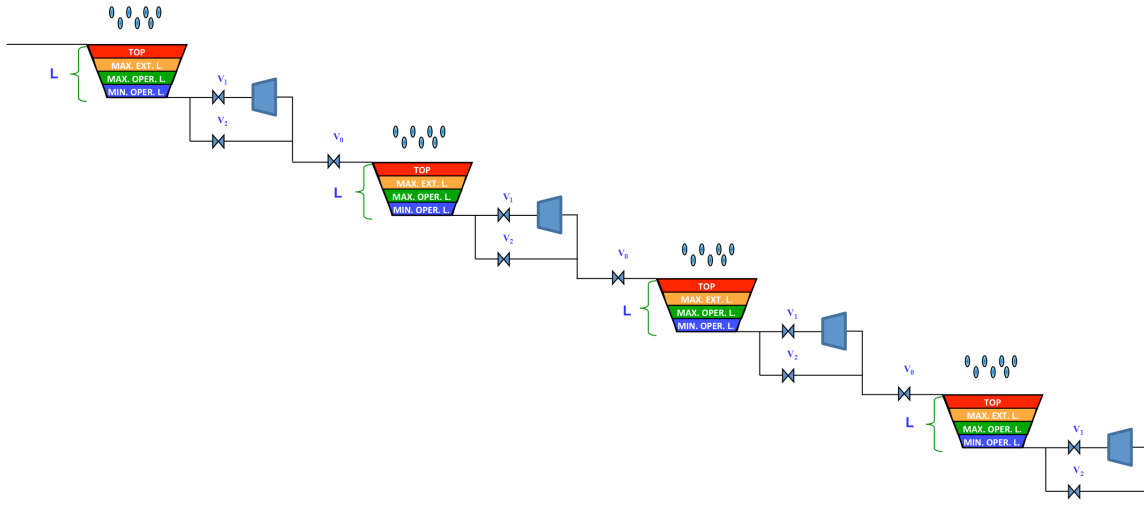 TOP
L
MAX. EXT. L.
MAX. OPER. L.
MIN. OPER. L.
V1
V2
V0
TOP
L
MAX. EXT. L.
MAX. OPER. L.
MIN. OPER. L.
V1
V2
V0
TOP
L
MAX. EXT. L.
MAX. OPER. L.
MIN. OPER. L.
V1
V2
V0
TOP
L
MAX. EXT. L.
MAX. OPER. L.
MIN. OPER. L.
V1
V2